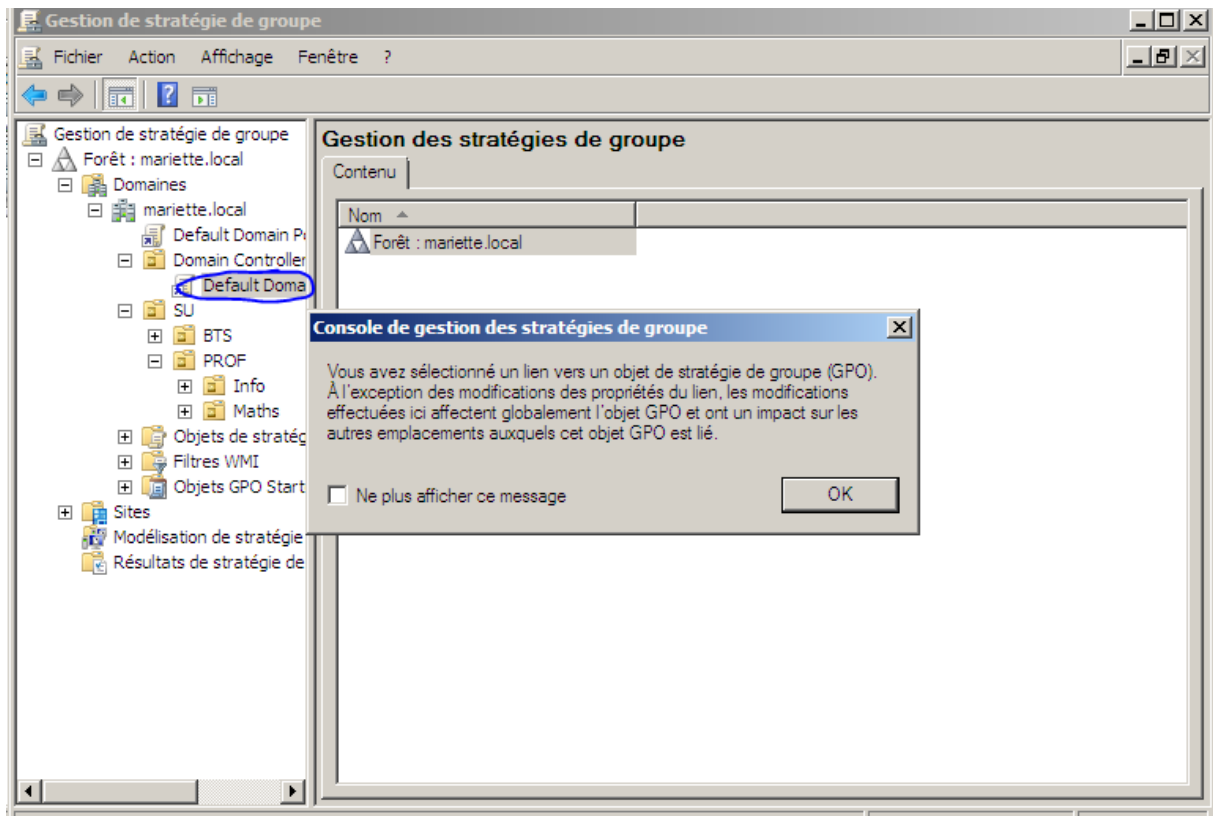 Gestion de stratégie de groupe
Fichier Action Affichage Fenêtre ?
Gestion de stratégie de groupe
Forêt : mariette.local
Domaines
mariette.local
Default Domain P
Domain Controller
Default Doma
SU
BTS
PROF
Info
Maths
Objets de stratég
Filtres WMI
Objets GPO Start
Sites
Modélisation de stratégie
Résultats de stratégie de
Gestion des stratégies de groupe
Contenu
Nom
Forêt : mariette.local
Console de gestion des stratégies de groupe
Vous avez sélectionné un lien vers un objet de stratégie de groupe (GPO).
À l'exception des modifications des propriétés du lien, les modifications
effectuées ici affectent globalement l'objet GPO et ont un impact sur les
autres emplacements auxquels cet objet GPO est lié.
Ne plus afficher ce message
OK